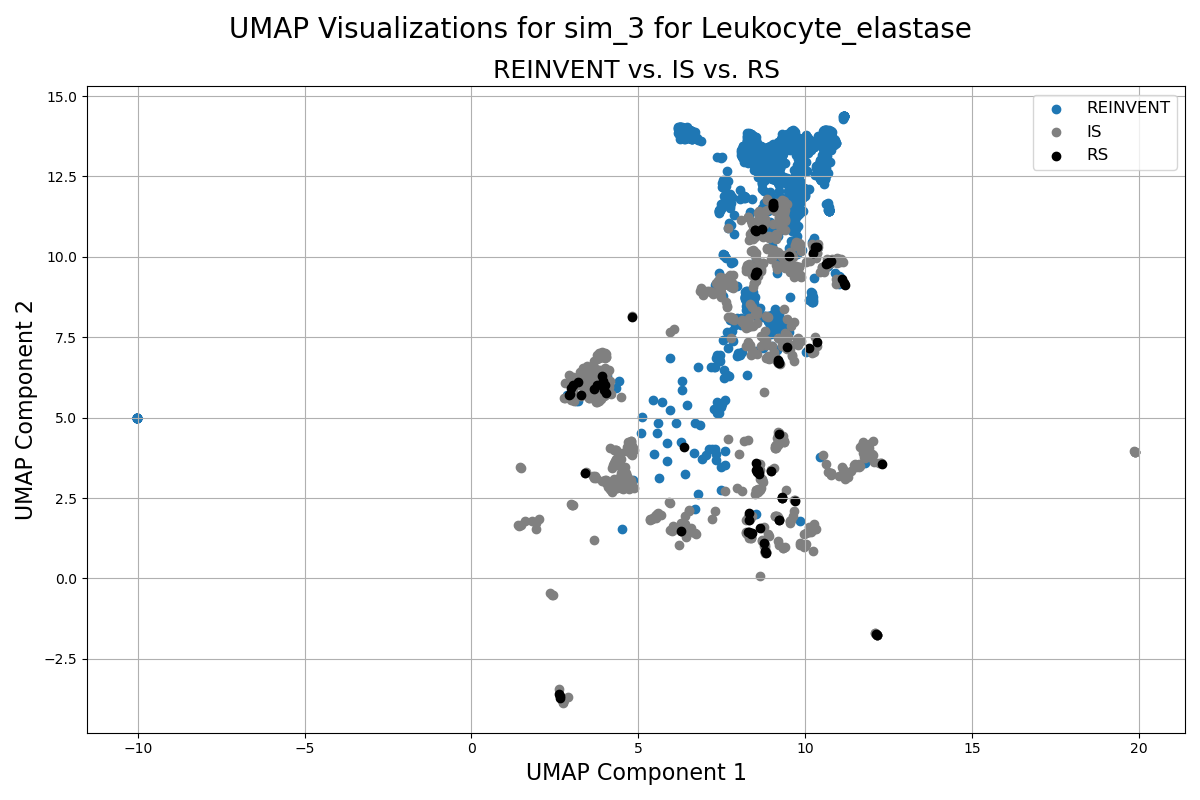 UMAP Visualizations for sim_3 for Leukocyte_elastase
REINVENT vs. IS vs. RS
REINVENT
IS
RS
15.0
12.5
10.0
7.5
5.0
2.5
0.0
−2.5
UMAP Component 2
−10
−5
0
5
10
15
20
UMAP Component 1